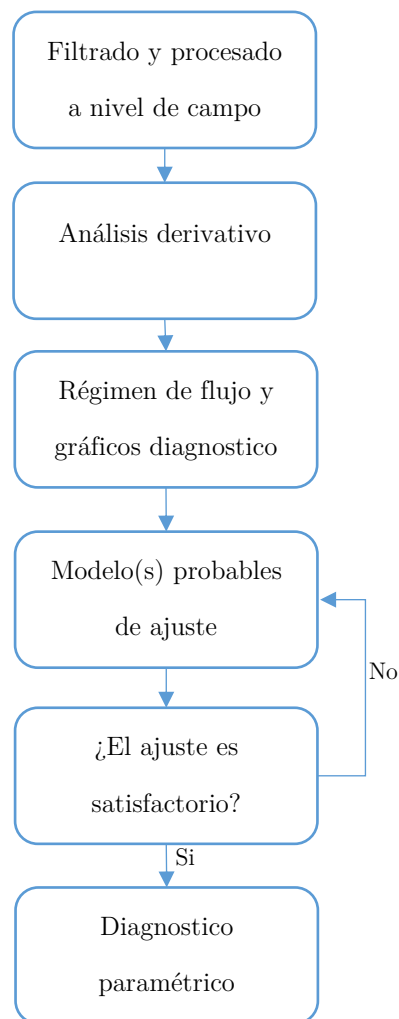 Filtrado y procesado
a nivel de campo
Análisis derivativo
Régimen de flujo y
gráficos diagnostico
Modelo(s) probables
de ajuste
No
¿El ajuste es
satisfactorio?
Si
Diagnostico
paramétrico